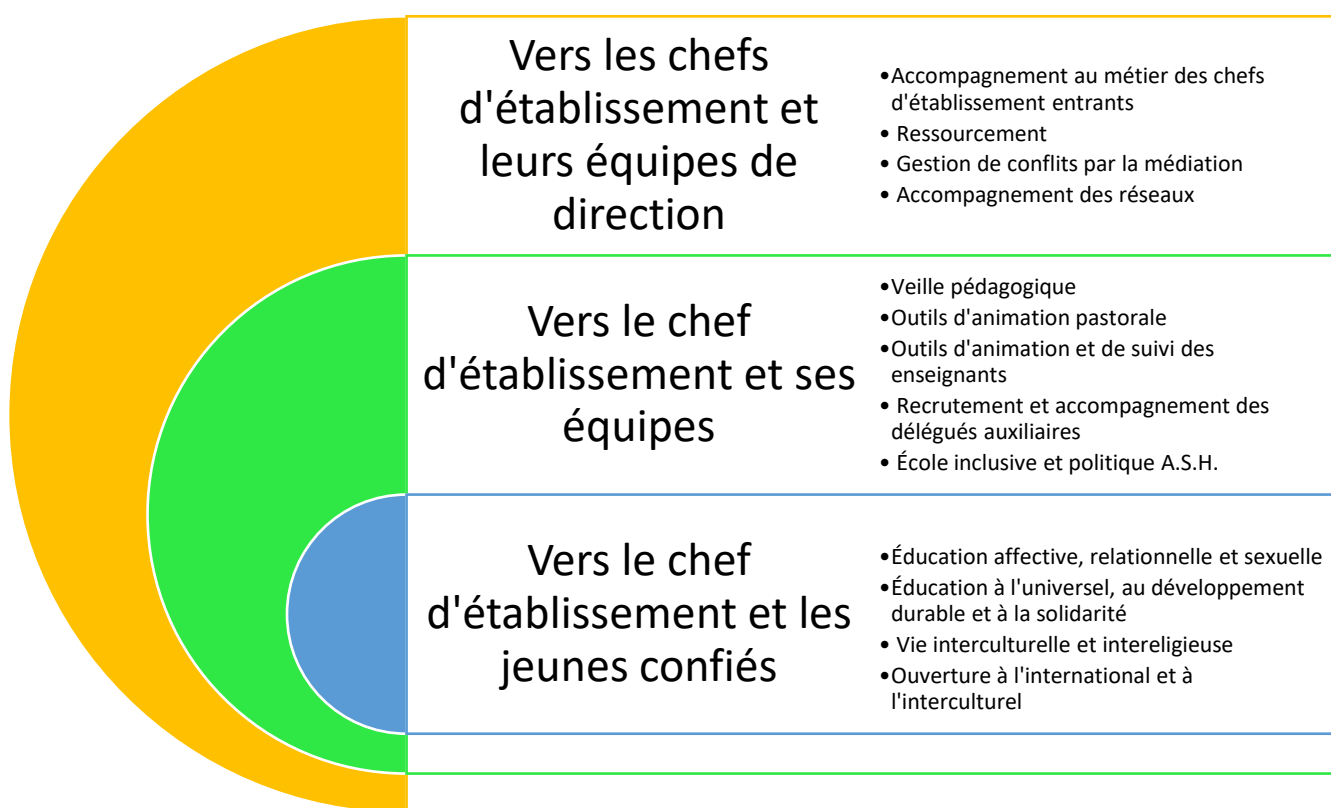 Vers les chefs
d'établissement et
leurs équipes de
direction
•Accompagnement au métier des chefs
d'établissement entrants
• Ressourcement
• Gestion de conflits par la médiation
• Accompagnement des réseaux
Vers le chef
d'établissement et ses
équipes
•Veille pédagogique
•Outils d'animation pastorale
•Outils d'animation et de suivi des
enseignants
• Recrutement et accompagnement des
délégués auxiliaires
• École inclusive et politique A.S.H.
Vers le chef
d'établissement et les
jeunes confiés
•Éducation affective, relationnelle et sexuelle
•Éducation à l'universel, au développement
durable et à la solidarité
• Vie interculturelle et intereligieuse
•Ouverture à l'international et à
l'interculturel